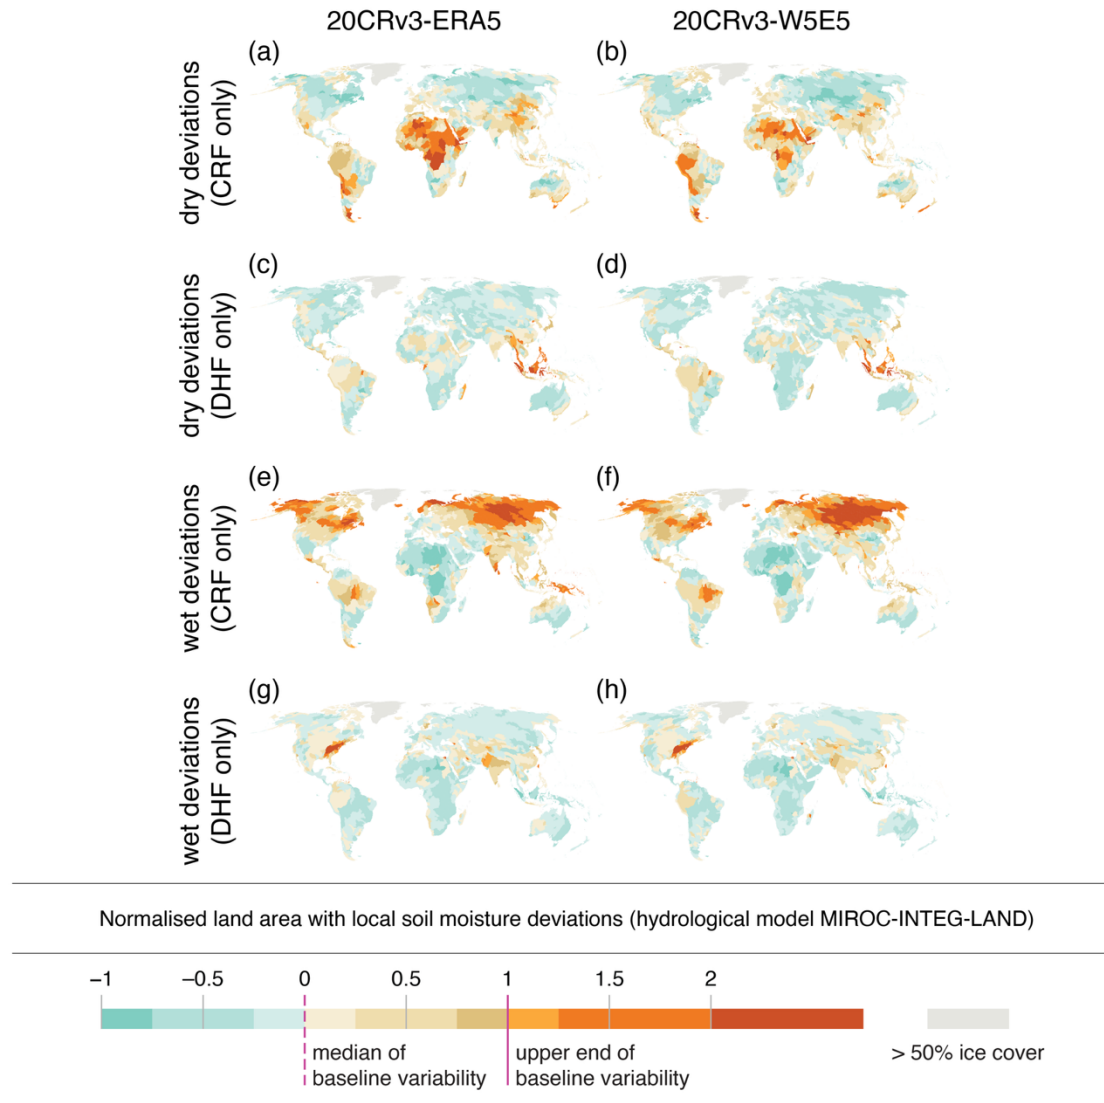 20CRv3-ERA5
20CRv3-W5E5
(a)
(b)
dry deviations
(CRF only)
(c)
(d)
dry deviations
(DHF only)
(e)
(f)
wet deviations
(CRF only)
(g)
(h)
wet deviations
(DHF only)
Normalised land area with local soil moisture deviations (hydrological model MIROC-INTEG-LAND)
−1 −0.5 0 0.5 1 1.5 2
median of
baseline variability
upper end of
baseline variability
> 50% ice cover